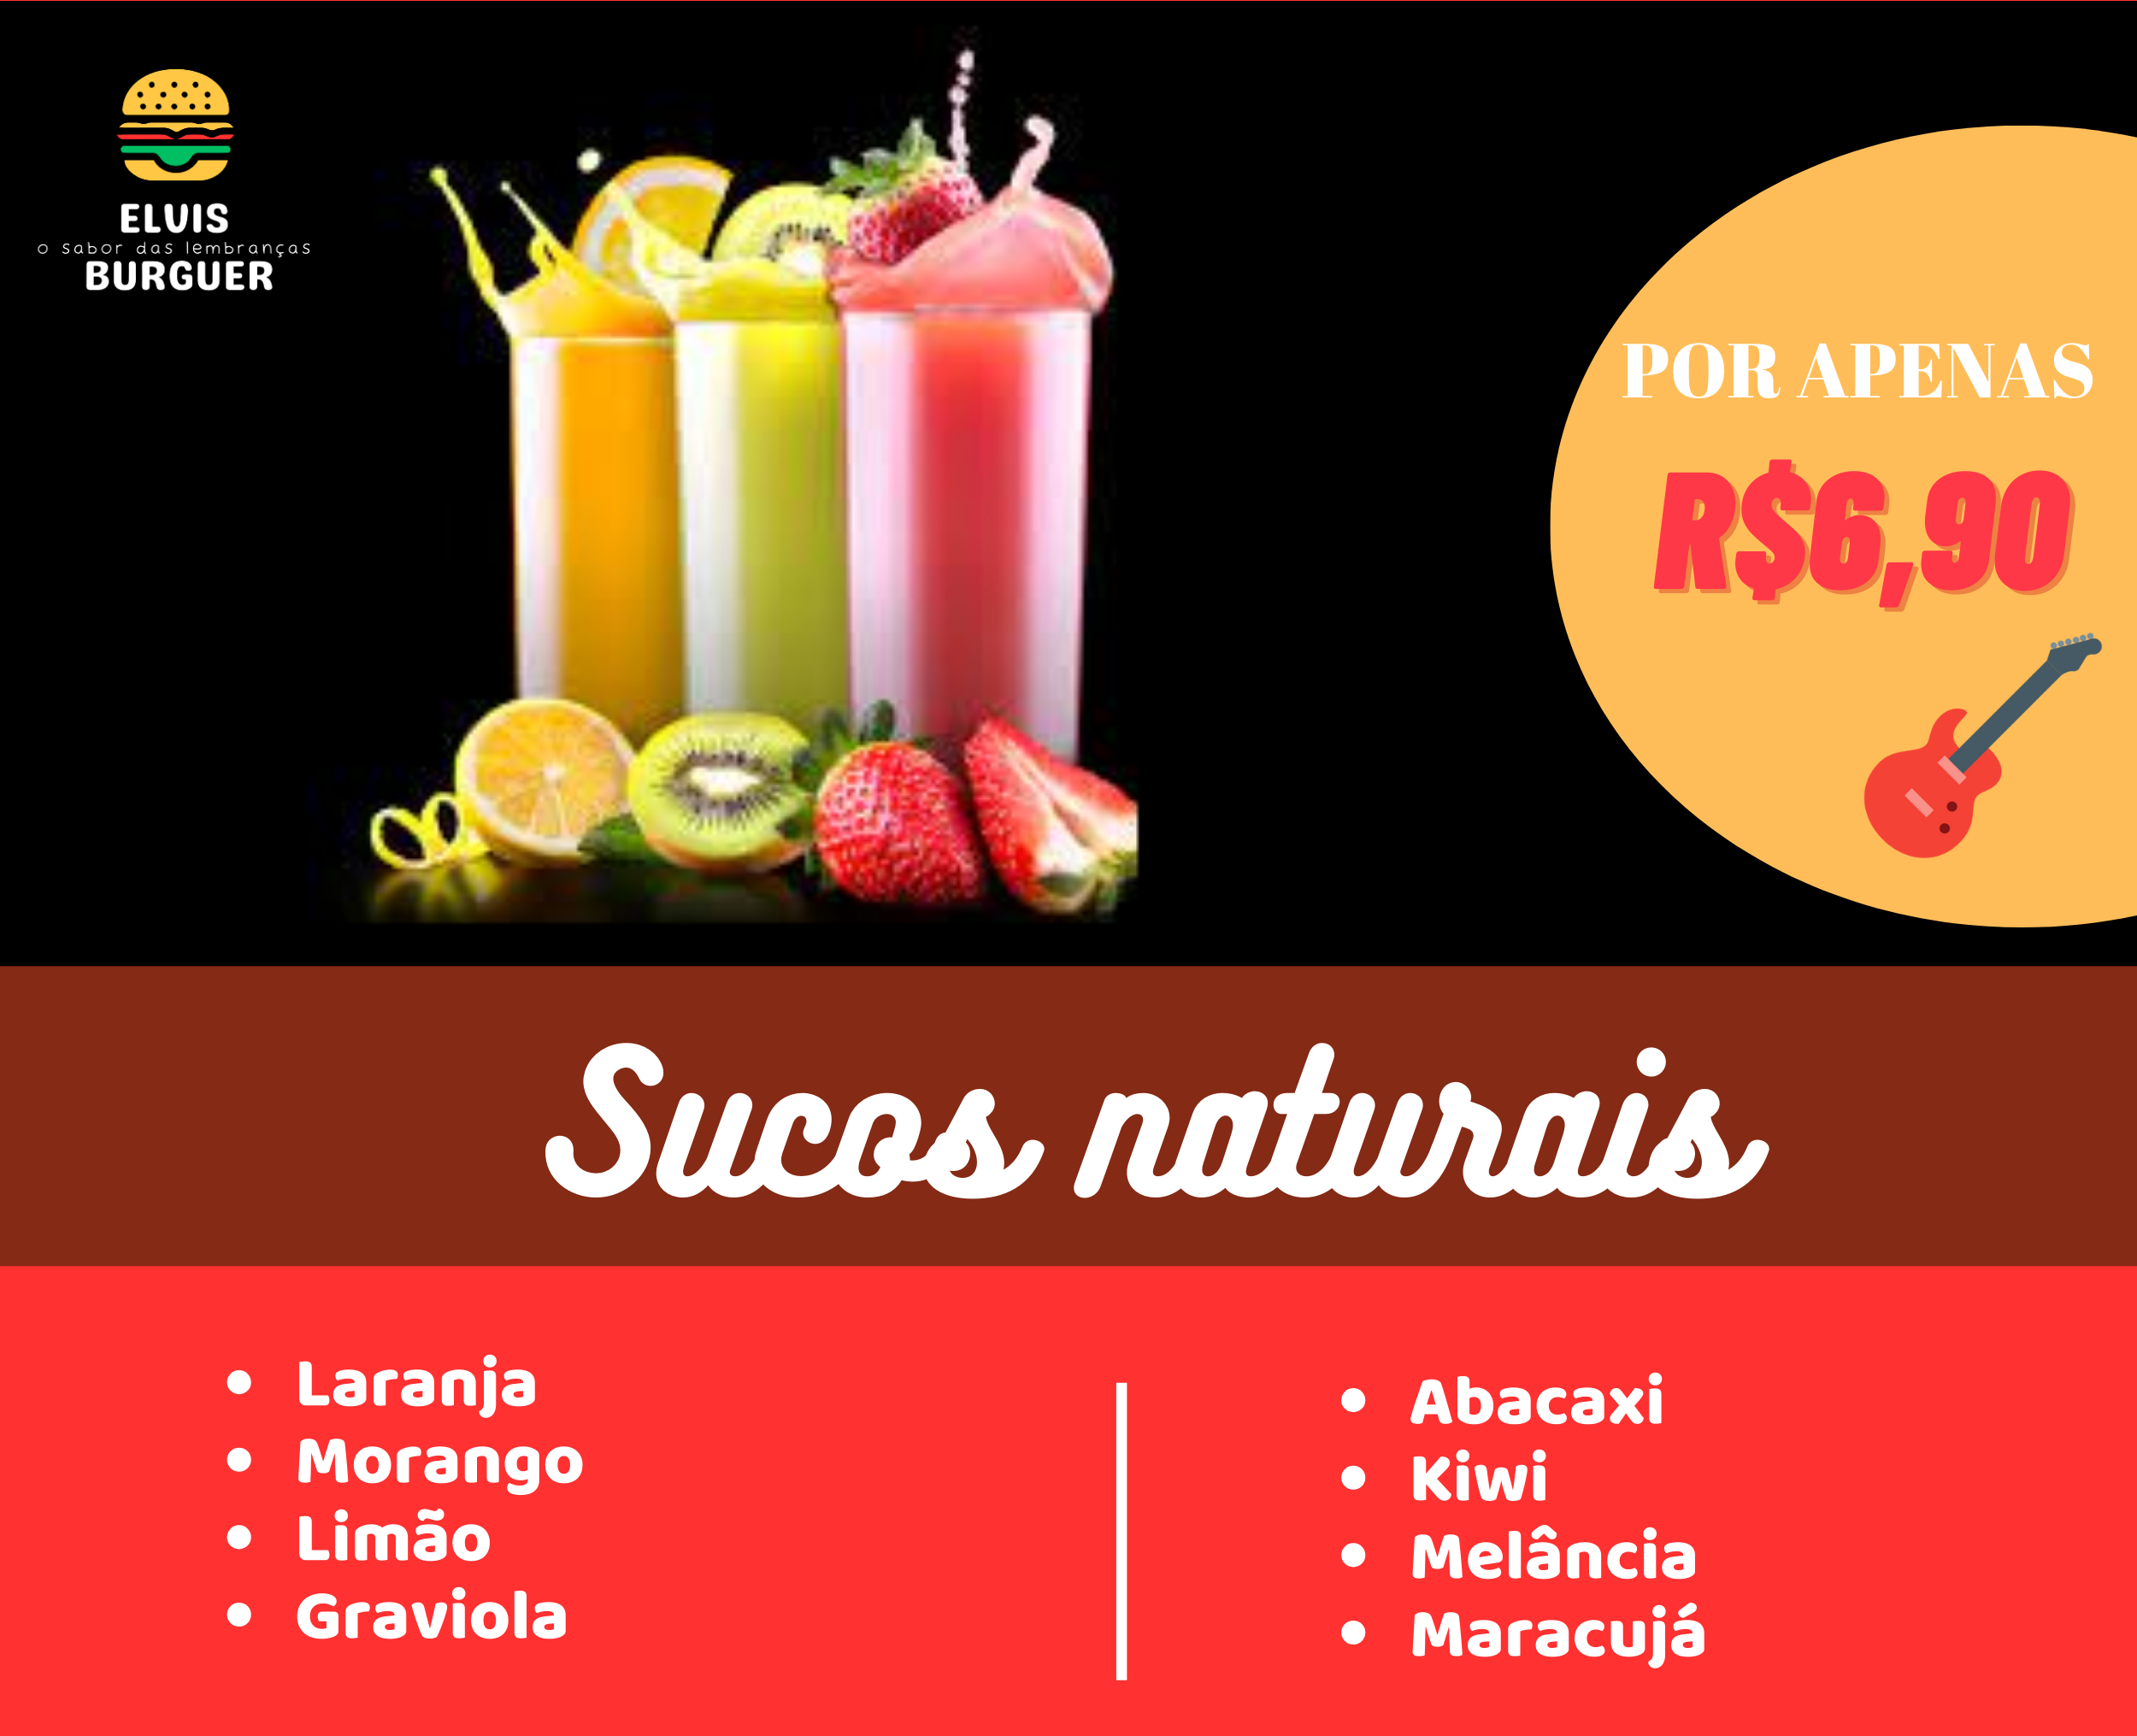 ELVIS
o sabor das lembranças
BURGUER
POR APENAS
R$6,90
Sucos naturais
• Laranja
• Morango
• Limão
• Graviola
• Abacaxi
• Kiwi
• Melância
• Maracujá